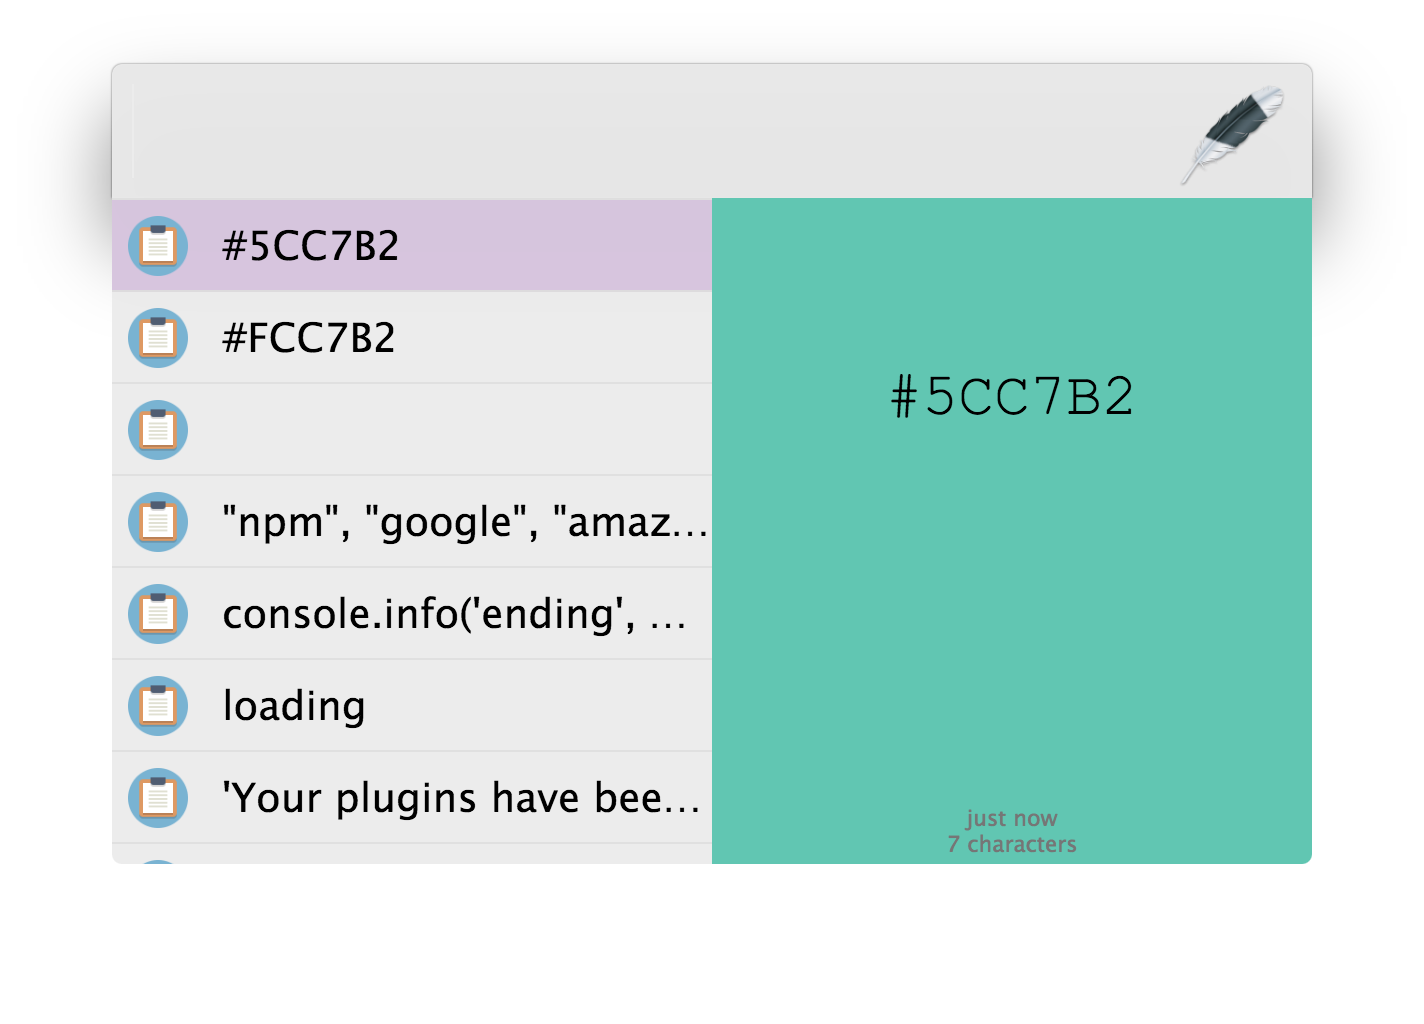 #5CC7B2
#FCC7B2
"npm", "google", "amaz…
console.info('ending', …
loading
'Your plugins have bee…
#5CC7B2
just now
7 characters